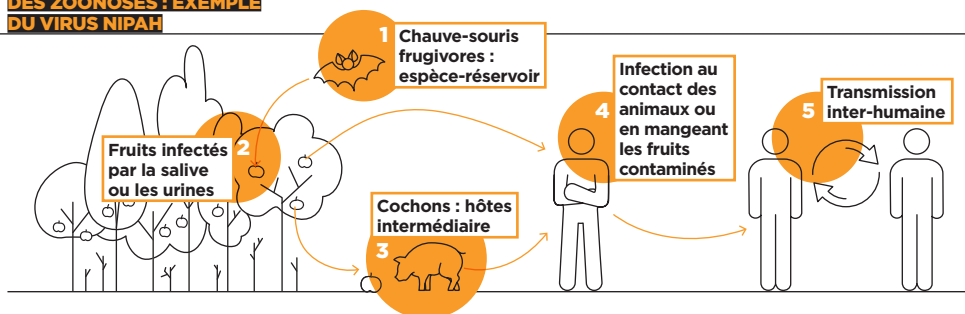 DES ZOONOSES : EXEMPLE
DU VIRUS NIPAH
1
Chauve-souris
frugivores :
espèce-réservoir
2
Fruits infectés
par la salive
ou les urines
3
Cochons : hôtes
intermédiaire
4
Infection au
contact des
animaux ou
en mangeant
les fruits
contaminés
5
Transmission
inter-humaine